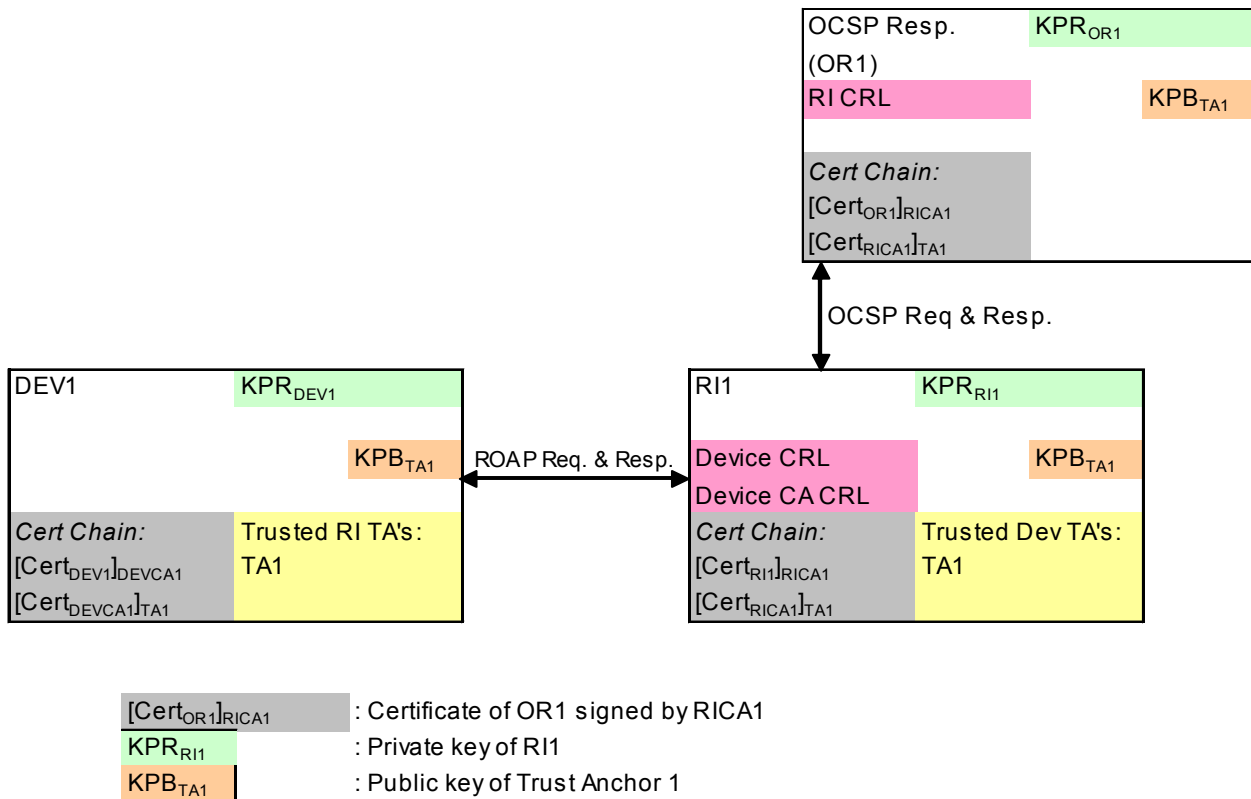 OCSP Resp. KPR_OR1
(OR1)
RI CRL KPB_TA1
Cert Chain:
[Cert_OR1]_RICA1
[Cert_RICA1]_TA1
OCSP Req & Resp.
DEV1 KPR_DEV1
KPB_TA1
Cert Chain: Trusted RI TA's:
[Cert_DEV1]_DEVCA1 TA1
[Cert_DEVCA1]_TA1
ROAP Req. & Resp.
RI1 KPR_RI1
Device CRL KPB_TA1
Device CA CRL
Cert Chain: Trusted Dev TA's:
[Cert_RI1]_RICA1 TA1
[Cert_RICA1]_TA1
[Cert_OR1]_RICA1 : Certificate of OR1 signed by RICA1
KPR_RI1 : Private key of RI1
KPB_TA1 : Public key of Trust Anchor 1